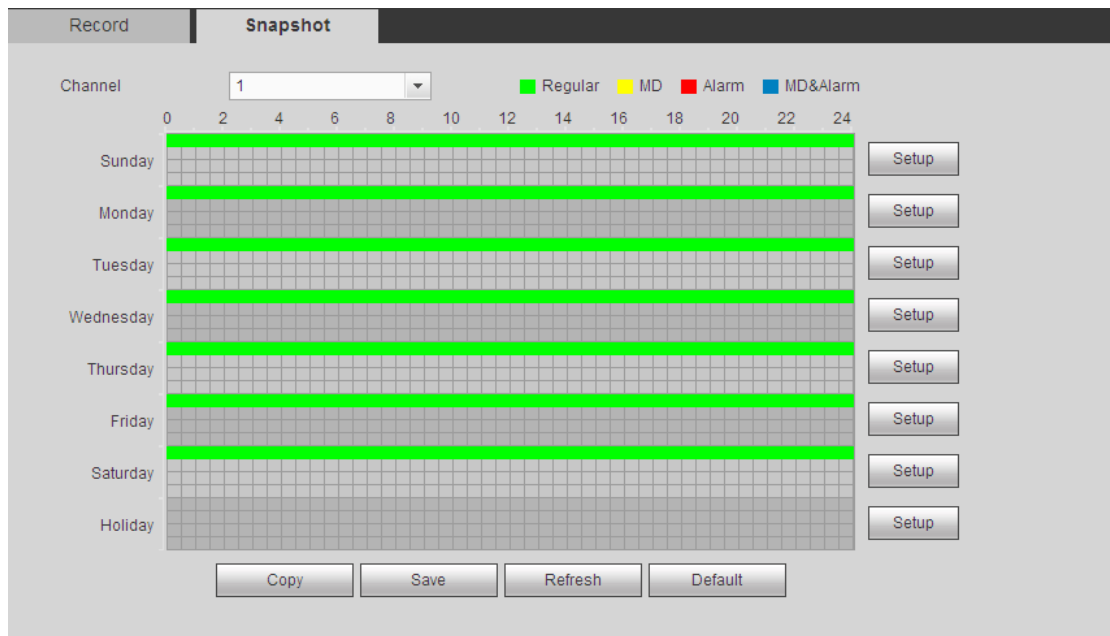 Record Snapshot
Channel 1 Regular MD Alarm MD&Alarm
0 2 4 6 8 10 12 14 16 18 20 22 24
Sunday Setup
Monday Setup
Tuesday Setup
Wednesday Setup
Thursday Setup
Friday Setup
Saturday Setup
Holiday Setup
Copy Save Refresh Default